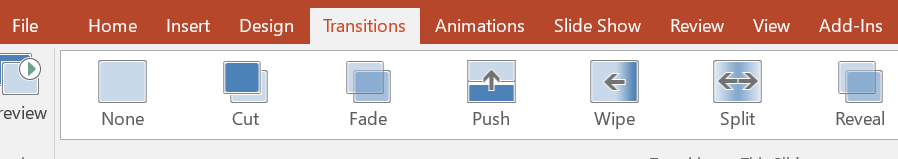 File Home Insert Design Transitions Animations Slide Show Review View Add-Ins
review None Cut Fade Push Wipe Split Reveal